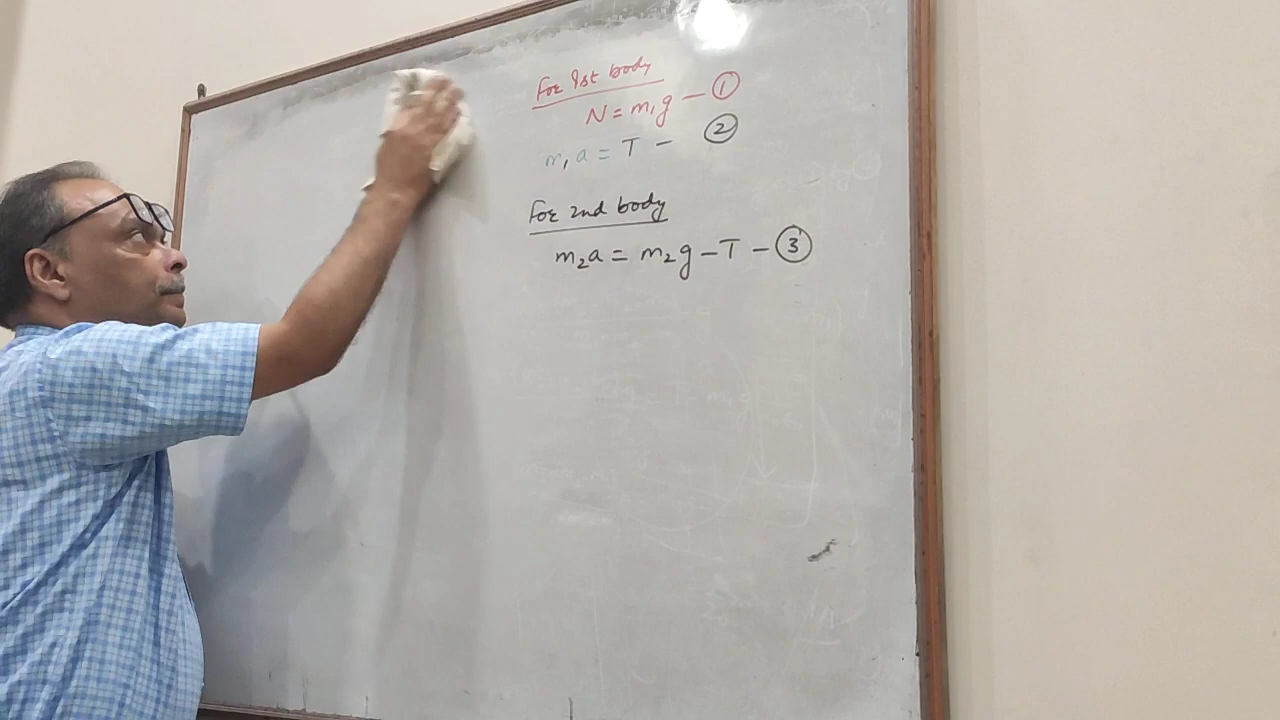 For 1st body
N = m₁g — ①
m₁a = T — ②
For 2nd body
m₂a = m₂g – T — ③